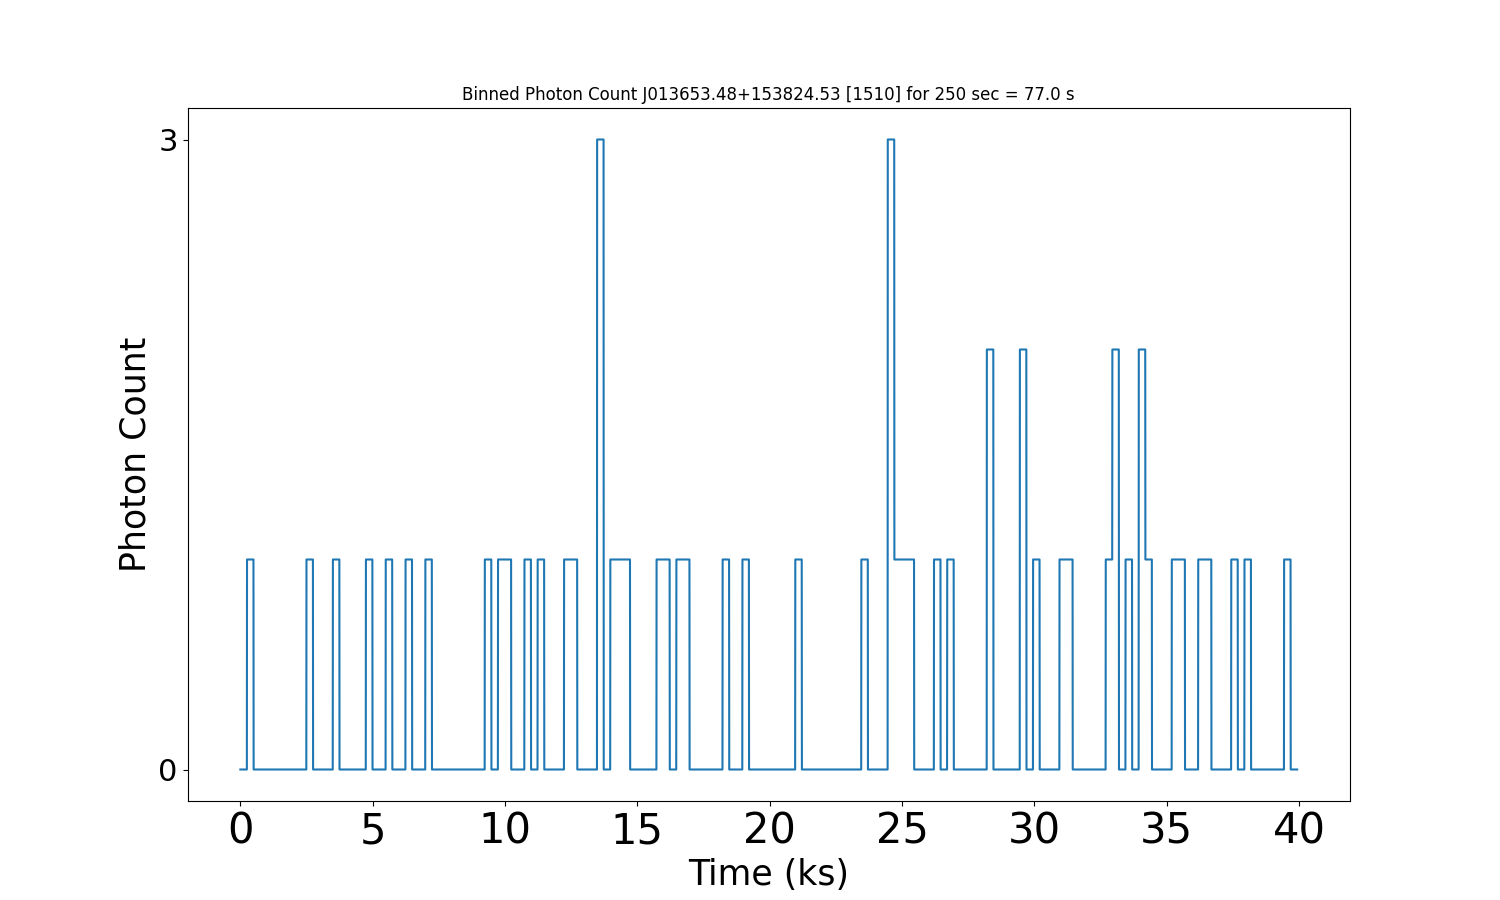 Binned Photon Count J013653.48+153824.53 [1510] for 250 sec = 77.0 s
3
Photon Count
0
0 5 10 15 20 25 30 35 40
Time (ks)